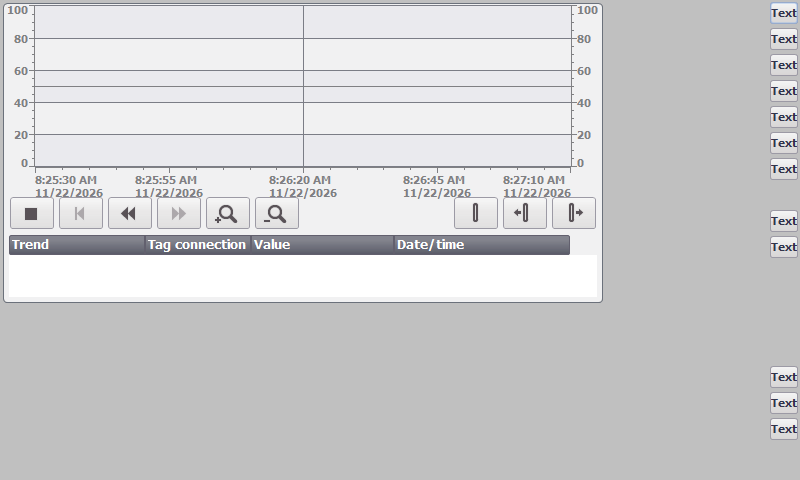 100 100
80 80
60 60
40 40
20 20
0 0
8:25:30 AM 8:25:55 AM 8:26:20 AM 8:26:45 AM 8:27:10 AM
11/22/2026 11/22/2026 11/22/2026 11/22/2026 11/22/2026
Trend Tag connection Value Date/time
Text
Text
Text
Text
Text
Text
Text
Text
Text
Text
Text
Text